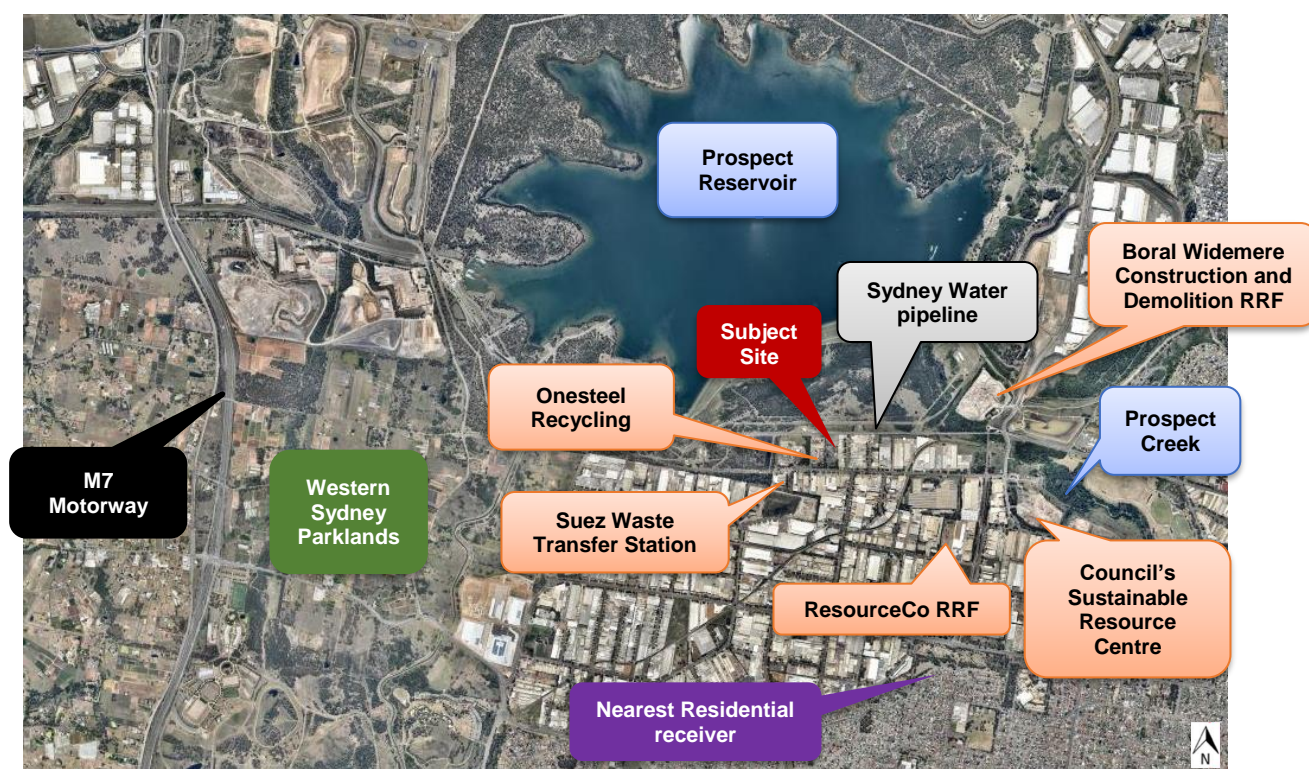 Prospect
Reservoir
Boral Widemere
Construction and
Demolition RRF
Sydney Water
pipeline
Subject
Site
Onesteel
Recycling
Prospect
Creek
M7
Motorway
Western
Sydney
Parklands
Suez Waste
Transfer Station
ResourceCo RRF
Council's
Sustainable
Resource
Centre
Nearest Residential
receiver
N